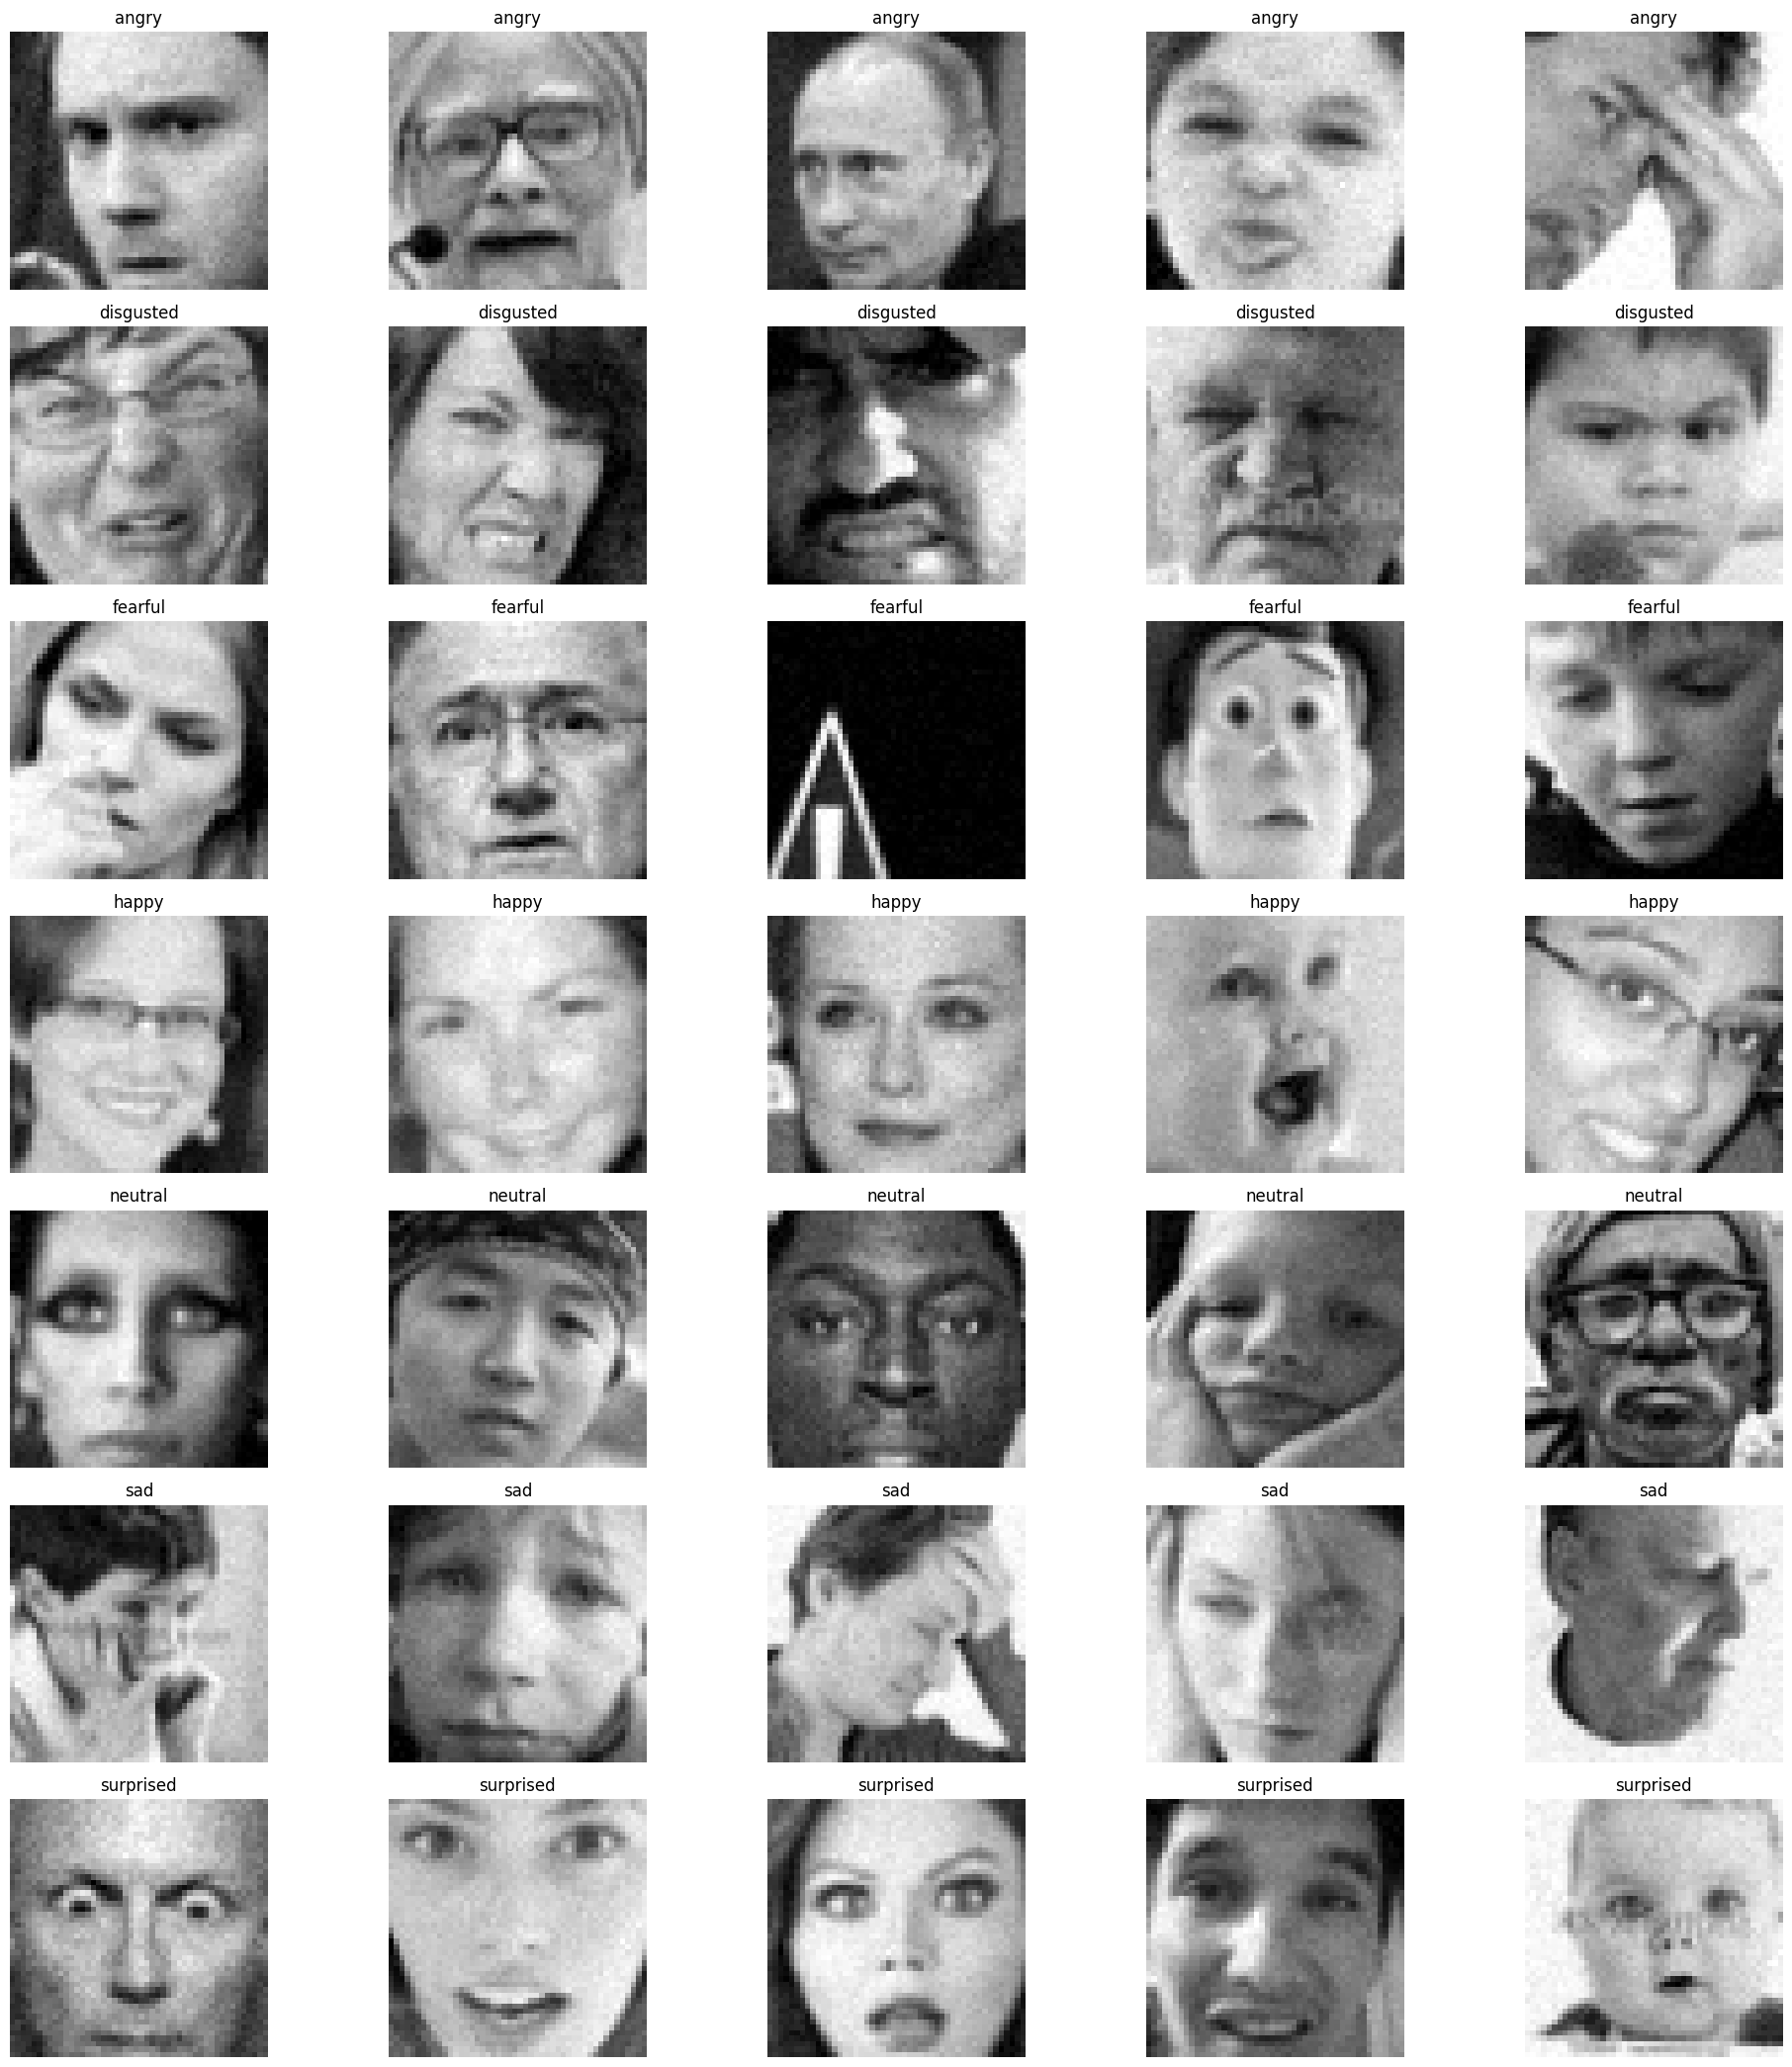 angry angry angry angry angry
disgusted disgusted disgusted disgusted disgusted
fearful fearful fearful fearful fearful
happy happy happy happy happy
neutral neutral neutral neutral neutral
sad sad sad sad sad
surprised surprised surprised surprised surprised